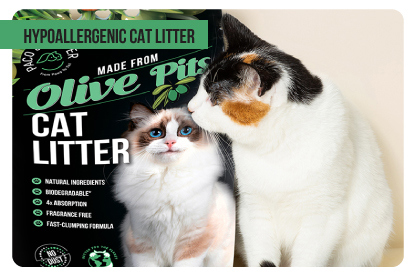 HYPOALLERGENIC CAT LITTER
MADE FROM
Olive Pits
CAT
LITTER
NATURAL INGREDIENTS
BIODEGRADABLE*
4x ABSORPTION
FRAGRANCE FREE
FAST-CLUMPING FORMULA
NO
DUST